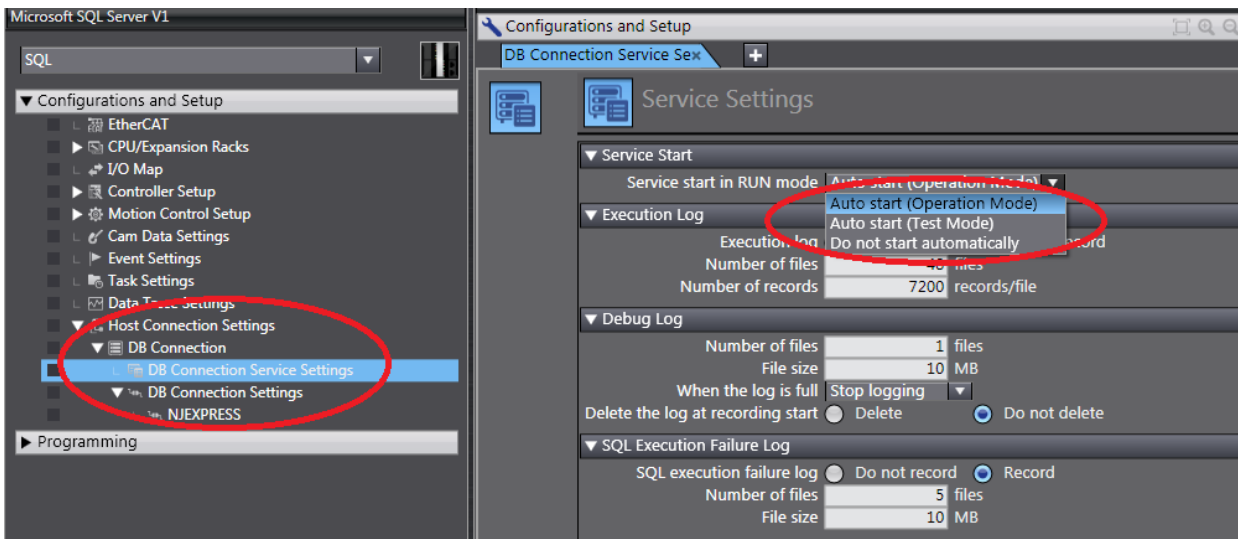 Microsoft SQL Server V1
SQL
Configurations and Setup
EtherCAT
CPU/Expansion Racks
I/O Map
Controller Setup
Motion Control Setup
Cam Data Settings
Event Settings
Task Settings
Data Trace Settings
Host Connection Settings
DB Connection
DB Connection Service Settings
DB Connection Settings
NJEXPRESS
Programming
Configurations and Setup
DB Connection Service Se
Service Settings
Service Start
Service start in RUN mode Auto start (Operation Mode)
Auto start (Operation Mode)
Auto start (Test Mode)
Do not start automatically
Execution Log
Execution log
Number of files files
Number of records 7200 records/file
Debug Log
Number of files 1 files
File size 10 MB
When the log is full Stop logging
Delete the log at recording start Delete Do not delete
SQL Execution Failure Log
SQL execution failure log Do not record Record
Number of files 5 files
File size 10 MB